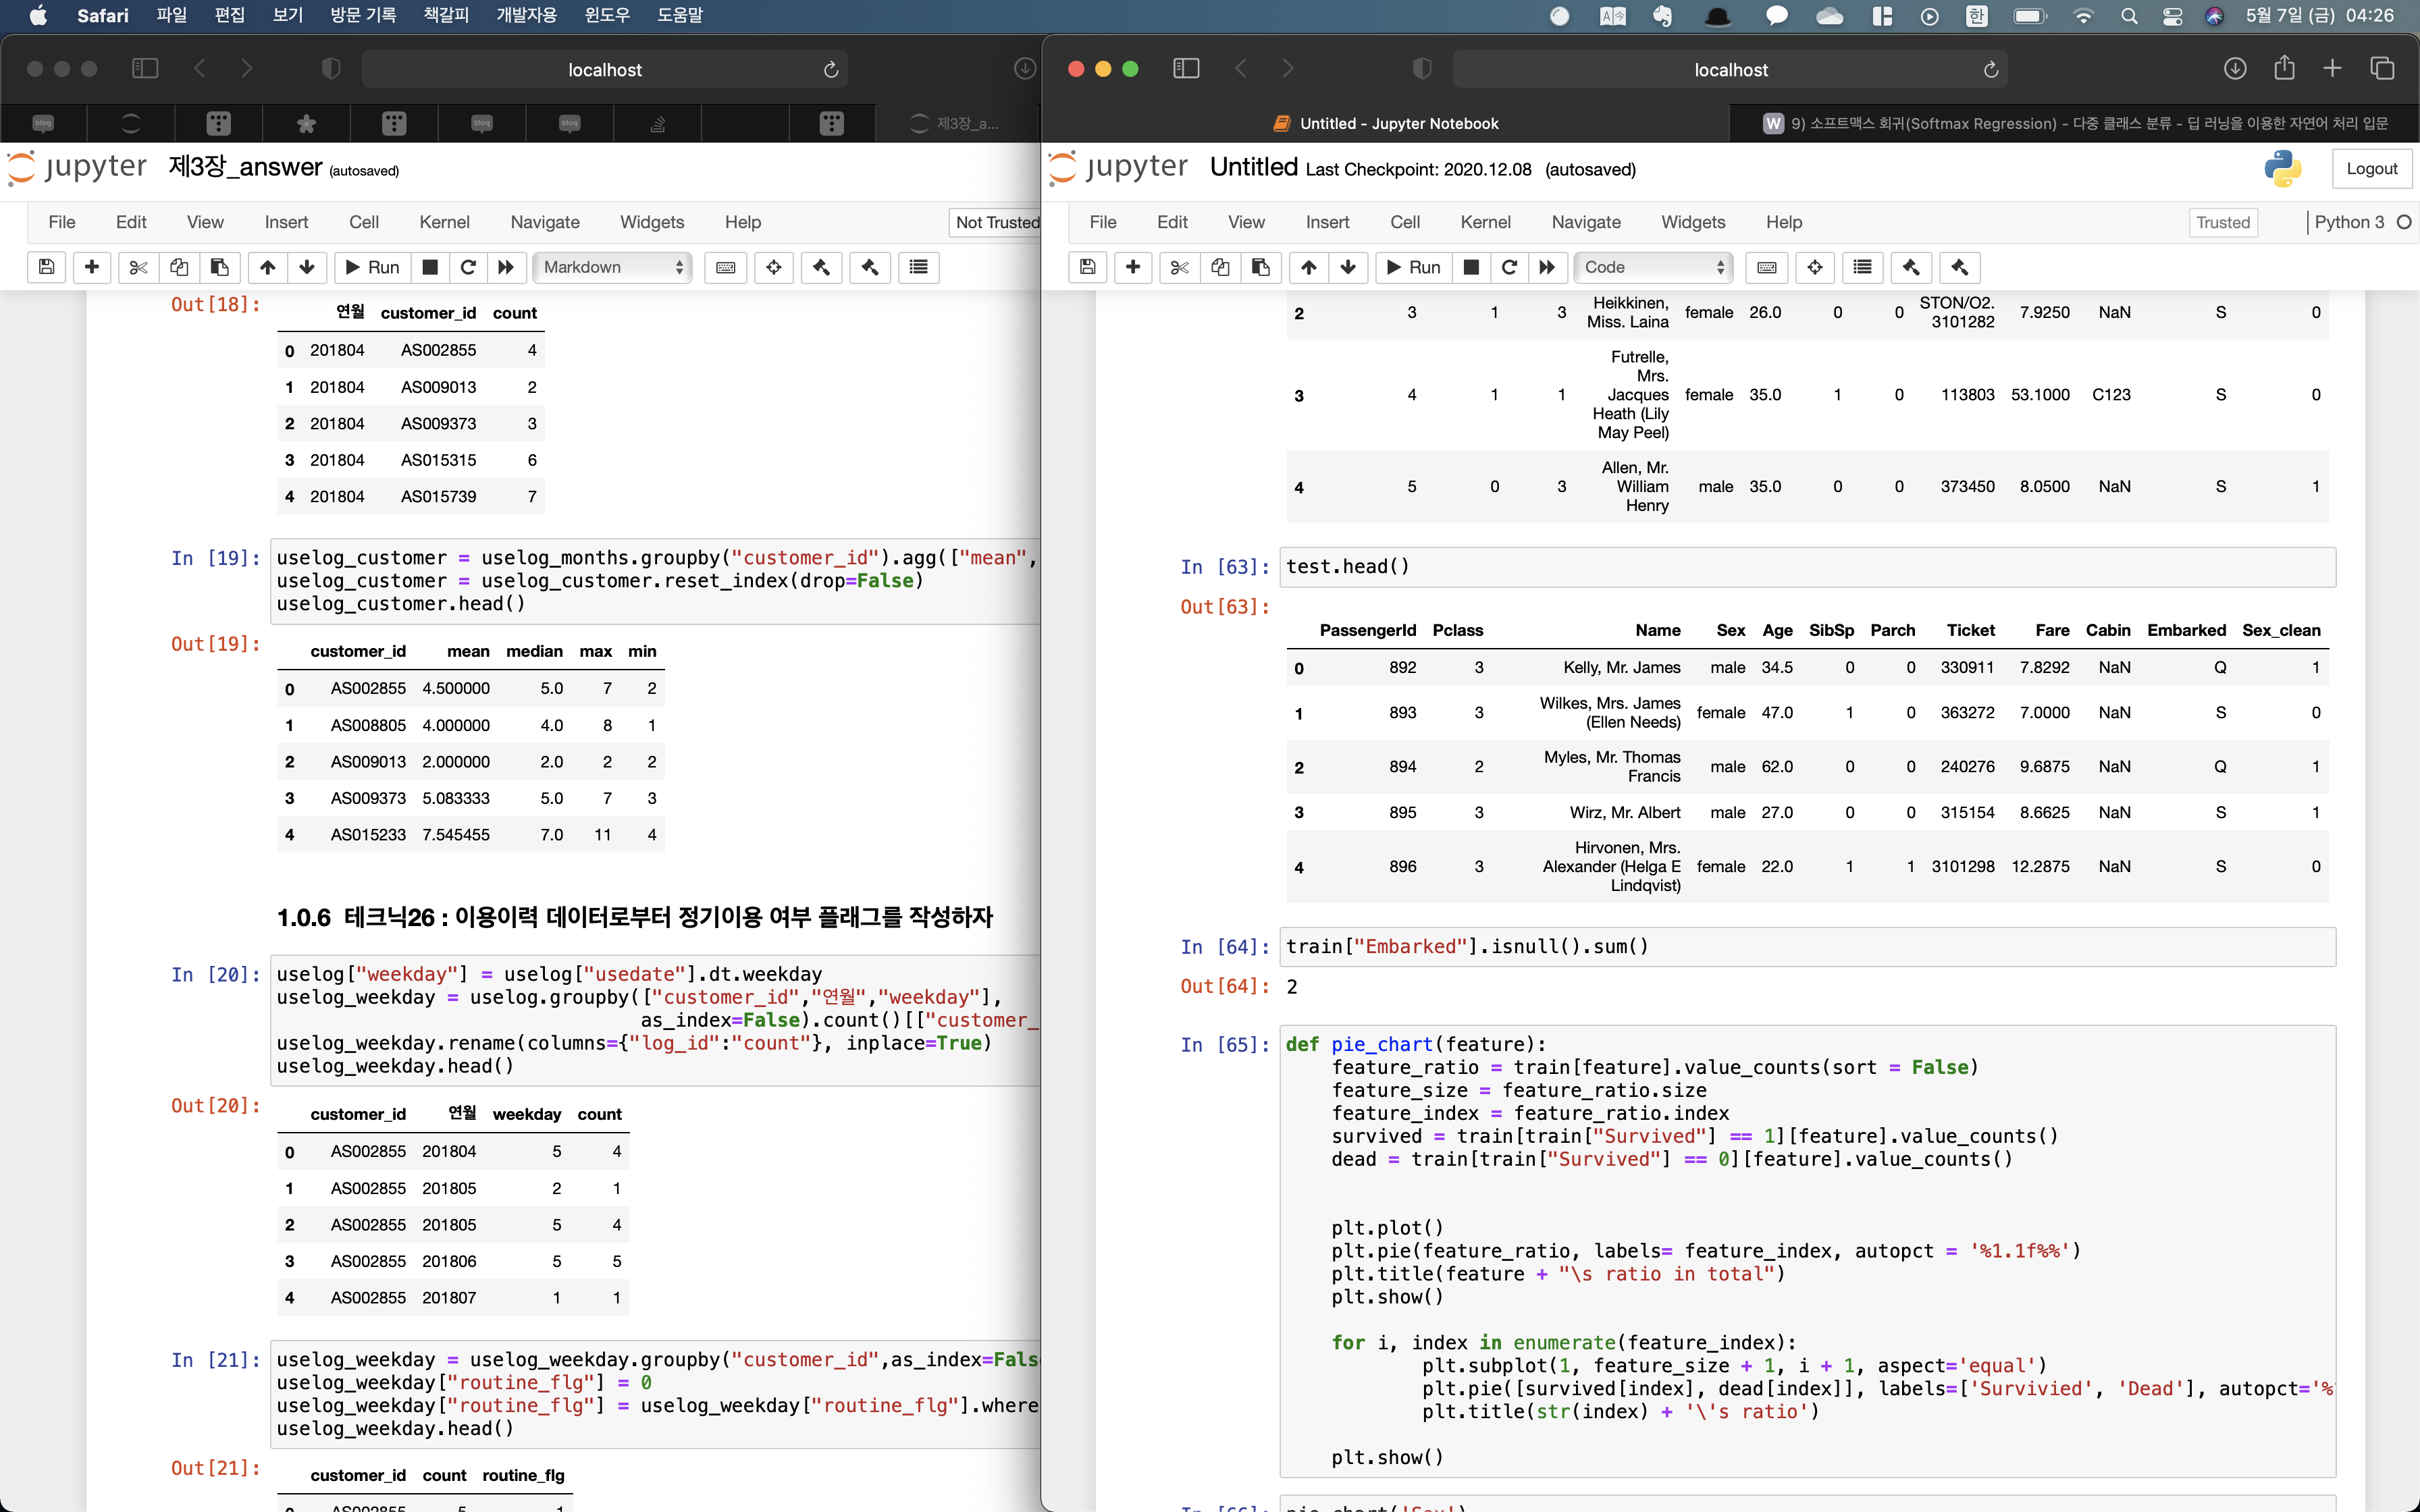 Safari 파일 편집 보기 방문 기록 책갈피 개발자용 윈도우 도움말
5월 7일 (금) 04:26
localhost
blog
blog
blog
제3장_a...
jupyter 제3장_answer (autosaved)
File Edit View Insert Cell Kernel Navigate Widgets Help Not Trusted
Run Markdown
Out[18]:
연월 customer_id count
0 201804 AS002855 4
1 201804 AS009013 2
2 201804 AS009373 3
3 201804 AS015315 6
4 201804 AS015739 7
In [19]: uselog_customer = uselog_months.groupby("customer_id").agg(["mean",
uselog_customer = uselog_customer.reset_index(drop=False)
uselog_customer.head()
Out[19]:
customer_id mean median max min
0 AS002855 4.500000 5.0 7 2
1 AS008805 4.000000 4.0 8 1
2 AS009013 2.000000 2.0 2 2
3 AS009373 5.083333 5.0 7 3
4 AS015233 7.545455 7.0 11 4
1.0.6 테크닉26 : 이용이력 데이터로부터 정기이용 여부 플래그를 작성하자
In [20]: uselog["weekday"] = uselog["usedate"].dt.weekday
uselog_weekday = uselog.groupby(["customer_id","연월","weekday"],
as_index=False).count()[["customer_
uselog_weekday.rename(columns={"log_id":"count"}, inplace=True)
uselog_weekday.head()
Out[20]:
customer_id 연월 weekday count
0 AS002855 201804 5 4
1 AS002855 201805 2 1
2 AS002855 201805 5 4
3 AS002855 201806 5 5
4 AS002855 201807 1 1
In [21]: uselog_weekday = uselog_weekday.groupby("customer_id",as_index=Fals
uselog_weekday["routine_flg"] = 0
uselog_weekday["routine_flg"] = uselog_weekday["routine_flg"].where
uselog_weekday.head()
Out[21]:
customer_id count routine_flg
localhost
Untitled - Jupyter Notebook
W 9) 소프트맥스 회귀(Softmax Regression) - 다중 클래스 분류 - 딥 러닝을 이용한 자연어 처리 입문
jupyter Untitled Last Checkpoint: 2020.12.08 (autosaved)
Logout
File Edit View Insert Cell Kernel Navigate Widgets Help Trusted Python 3
Run Code
2 3 1 3 Heikkinen, Miss. Laina female 26.0 0 0 STON/O2. 3101282 7.9250 NaN S 0
3 4 1 1 Futrelle, Mrs. Jacques Heath (Lily May Peel) female 35.0 1 0 113803 53.1000 C123 S 0
4 5 0 3 Allen, Mr. William Henry male 35.0 0 0 373450 8.0500 NaN S 1
In [63]: test.head()
Out[63]:
PassengerId Pclass Name Sex Age SibSp Parch Ticket Fare Cabin Embarked Sex_clean
0 892 3 Kelly, Mr. James male 34.5 0 0 330911 7.8292 NaN Q 1
1 893 3 Wilkes, Mrs. James (Ellen Needs) female 47.0 1 0 363272 7.0000 NaN S 0
2 894 2 Myles, Mr. Thomas Francis male 62.0 0 0 240276 9.6875 NaN Q 1
3 895 3 Wirz, Mr. Albert male 27.0 0 0 315154 8.6625 NaN S 1
4 896 3 Hirvonen, Mrs. Alexander (Helga E Lindqvist) female 22.0 1 1 3101298 12.2875 NaN S 0
In [64]: train["Embarked"].isnull().sum()
Out[64]: 2
In [65]: def pie_chart(feature):
feature_ratio = train[feature].value_counts(sort = False)
feature_size = feature_ratio.size
feature_index = feature_ratio.index
survived = train[train["Survived"] == 1][feature].value_counts()
dead = train[train["Survived"] == 0][feature].value_counts()
plt.plot()
plt.pie(feature_ratio, labels= feature_index, autopct = '%1.1f%%')
plt.title(feature + "\s ratio in total")
plt.show()
for i, index in enumerate(feature_index):
plt.subplot(1, feature_size + 1, i + 1, aspect='equal')
plt.pie([survived[index], dead[index]], labels=['Survivied', 'Dead'], autopct='%
plt.title(str(index) + '\'s ratio')
plt.show()